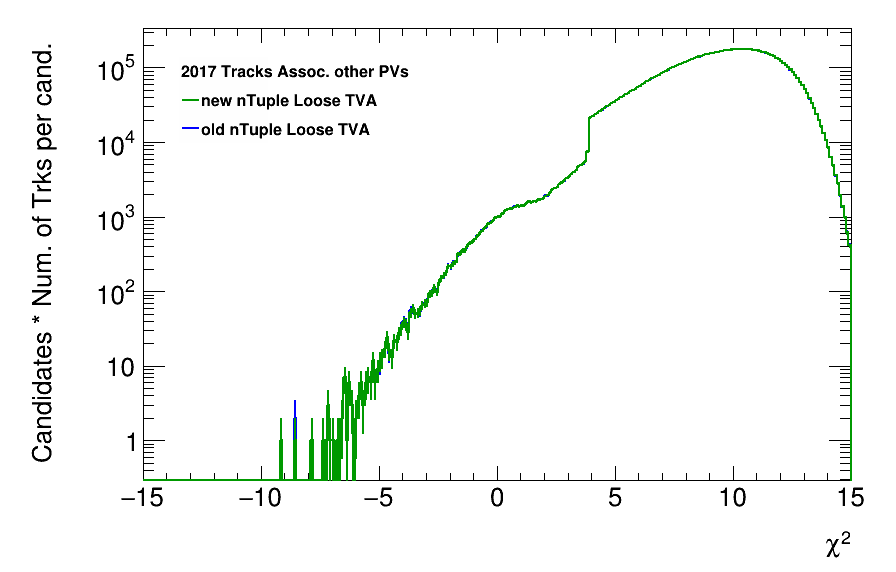 Candidates * Num. of Trks per cand.
2017 Tracks Assoc. other PVs
new nTuple Loose TVA
old nTuple Loose TVA
10⁵
10⁴
10³
10²
10
1
−15 −10 −5 0 5 10 15
χ²